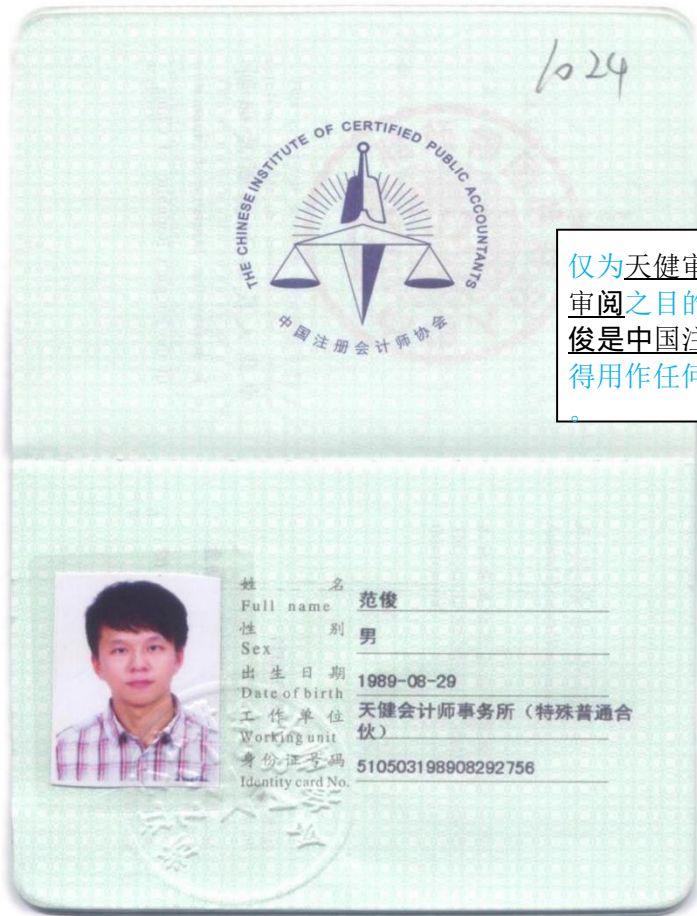 1024
THE CHINESE INSTITUTE OF CERTIFIED PUBLIC ACCOUNTANTS
中国注册会计师协会
仅为天健审
审阅之目的
俊是中国注
得用作任何
。
姓 名 范俊
Full name
性 别 男
Sex
出生日期 1989-08-29
Date of birth
工作单位 天健会计师事务所（特殊普通合
Working unit 伙）
身份证号码 510503198908292756
Identity card No.